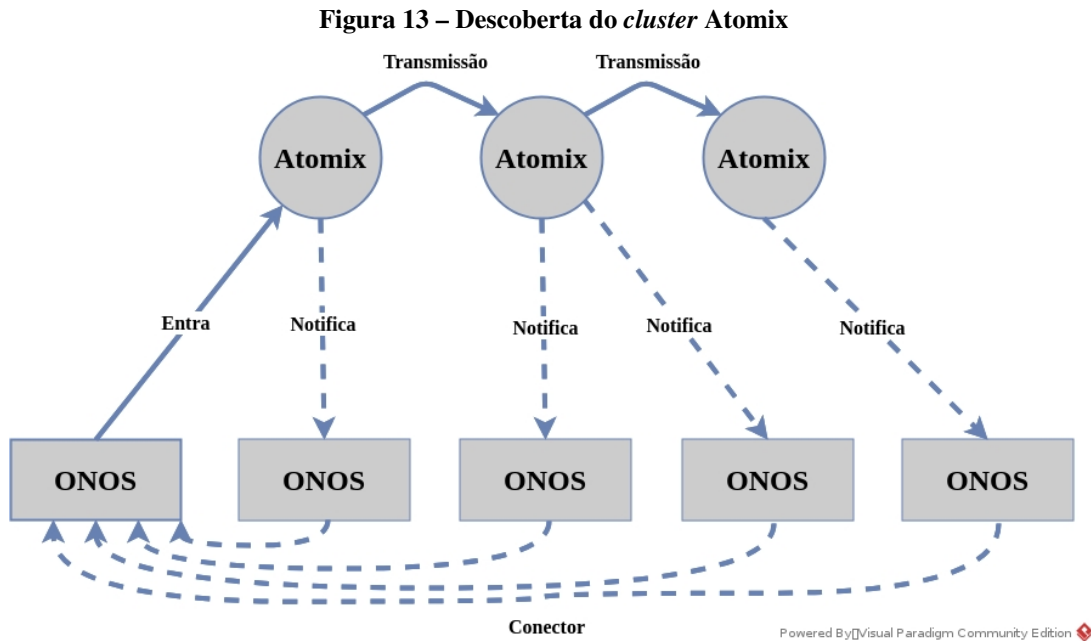 Figura 13 – Descoberta do cluster Atomix
Transmissão
Transmissão
Atomix
Atomix
Atomix
Entra
Notifica
Notifica
Notifica
Notifica
ONOS
ONOS
ONOS
ONOS
ONOS
Conector
Powered By▯Visual Paradigm Community Edition